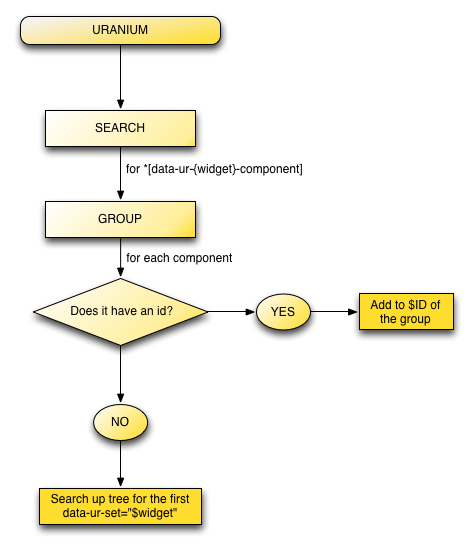 URANIUM
SEARCH
for *[data-ur-{widget}-component]
GROUP
for each component
Does it have an id?
YES
Add to $ID of
the group
NO
Search up tree for the first
data-ur-set="$widget"